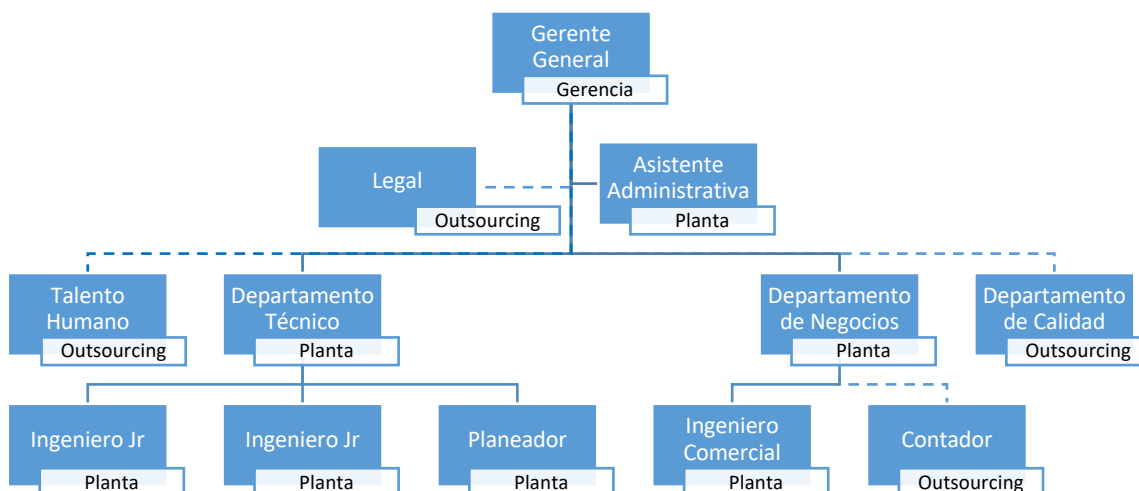 Gerente
General
Gerencia
Legal
Outsourcing
Asistente
Administrativa
Planta
Talento
Humano
Outsourcing
Departamento
Técnico
Planta
Departamento
de Negocios
Planta
Departamento
de Calidad
Outsourcing
Ingeniero Jr
Planta
Ingeniero Jr
Planta
Planeador
Planta
Ingeniero
Comercial
Planta
Contador
Outsourcing